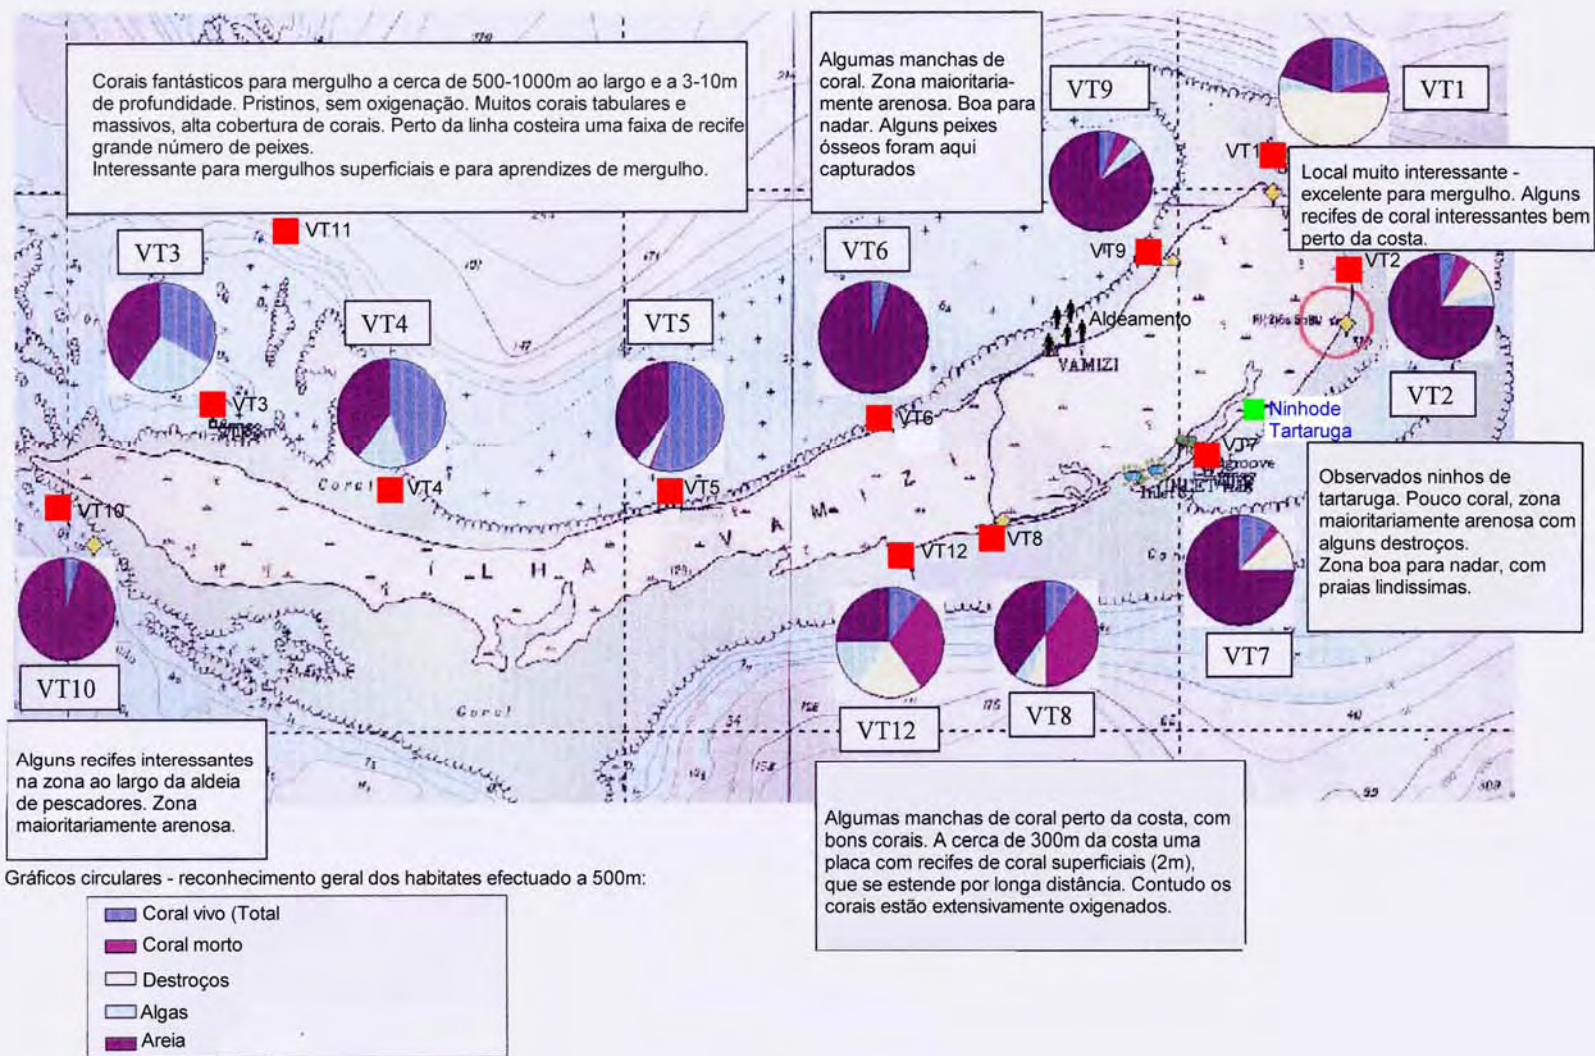 Corais fantásticos para mergulho a cerca de 500-1000m ao largo e a 3-10m
de profundidade. Pristinos, sem oxigenação. Muitos corais tabulares e
massivos, alta cobertura de corais. Perto da linha costeira uma faixa de recife
grande número de peixes.
Interessante para mergulhos superficiais e para aprendizes de mergulho.
Algumas manchas de
coral. Zona maioritaria-
mente arenosa. Boa para
nadar. Alguns peixes
ósseos foram aqui
capturados
VT9
VT1
VT1
Local muito interessante -
excelente para mergulho. Alguns
recifes de coral interessantes bem
perto da costa.
VT11
VT3
VT6
VT9
VT2
VT4
VT5
Aldeamento
VAMIZI
VT2
VT3
VT6
Ninhode
Tartaruga
VT7
Coral
VT4
VT5
VT10
ILHA VAMIZI
VT12
VT8
Observados ninhos de
tartaruga. Pouco coral, zona
maioritariamente arenosa com
alguns destroços.
Zona boa para nadar, com
praias lindissimas.
VT7
VT10
Coral
VT12
VT8
Alguns recifes interessantes
na zona ao largo da aldeia
de pescadores. Zona
maioritariamente arenosa.
Algumas manchas de coral perto da costa, com
bons corais. A cerca de 300m da costa uma
placa com recifes de coral superficiais (2m),
que se estende por longa distância. Contudo os
corais estão extensivamente oxigenados.
Gráficos circulares - reconhecimento geral dos habitates efectuado a 500m:
Coral vivo (Total
Coral morto
Destroços
Algas
Areia